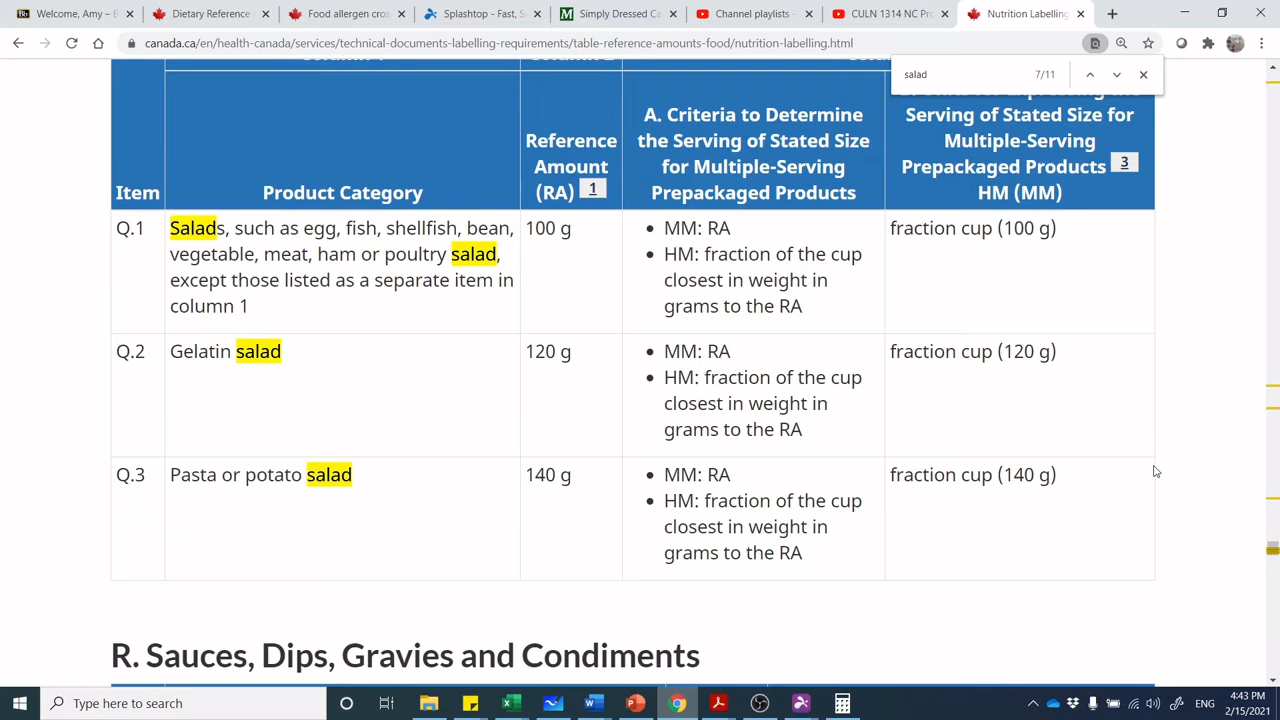 Welcome, Amy – B
Dietary Reference I
Food allergen cros
Splashtop - Fast, S
Simply Dressed Ca
Channel playlists -
CULN 1314 NC Pr
Nutrition Labelling
canada.ca/en/health-canada/services/technical-documents-labelling-requirements/table-reference-amounts-food/nutrition-labelling.html
salad 7/11
Item
Product Category
Reference
Amount
(RA) 1
A. Criteria to Determine
the Serving of Stated Size
for Multiple-Serving
Prepackaged Products
Serving of Stated Size for
Multiple-Serving
Prepackaged Products 3
HM (MM)
Q.1
Salads, such as egg, fish, shellfish, bean,
vegetable, meat, ham or poultry salad,
except those listed as a separate item in
column 1
100 g
• MM: RA
• HM: fraction of the cup
closest in weight in
grams to the RA
fraction cup (100 g)
Q.2
Gelatin salad
120 g
• MM: RA
• HM: fraction of the cup
closest in weight in
grams to the RA
fraction cup (120 g)
Q.3
Pasta or potato salad
140 g
• MM: RA
• HM: fraction of the cup
closest in weight in
grams to the RA
fraction cup (140 g)
R. Sauces, Dips, Gravies and Condiments
Type here to search
ENG
4:43 PM
2/15/2021